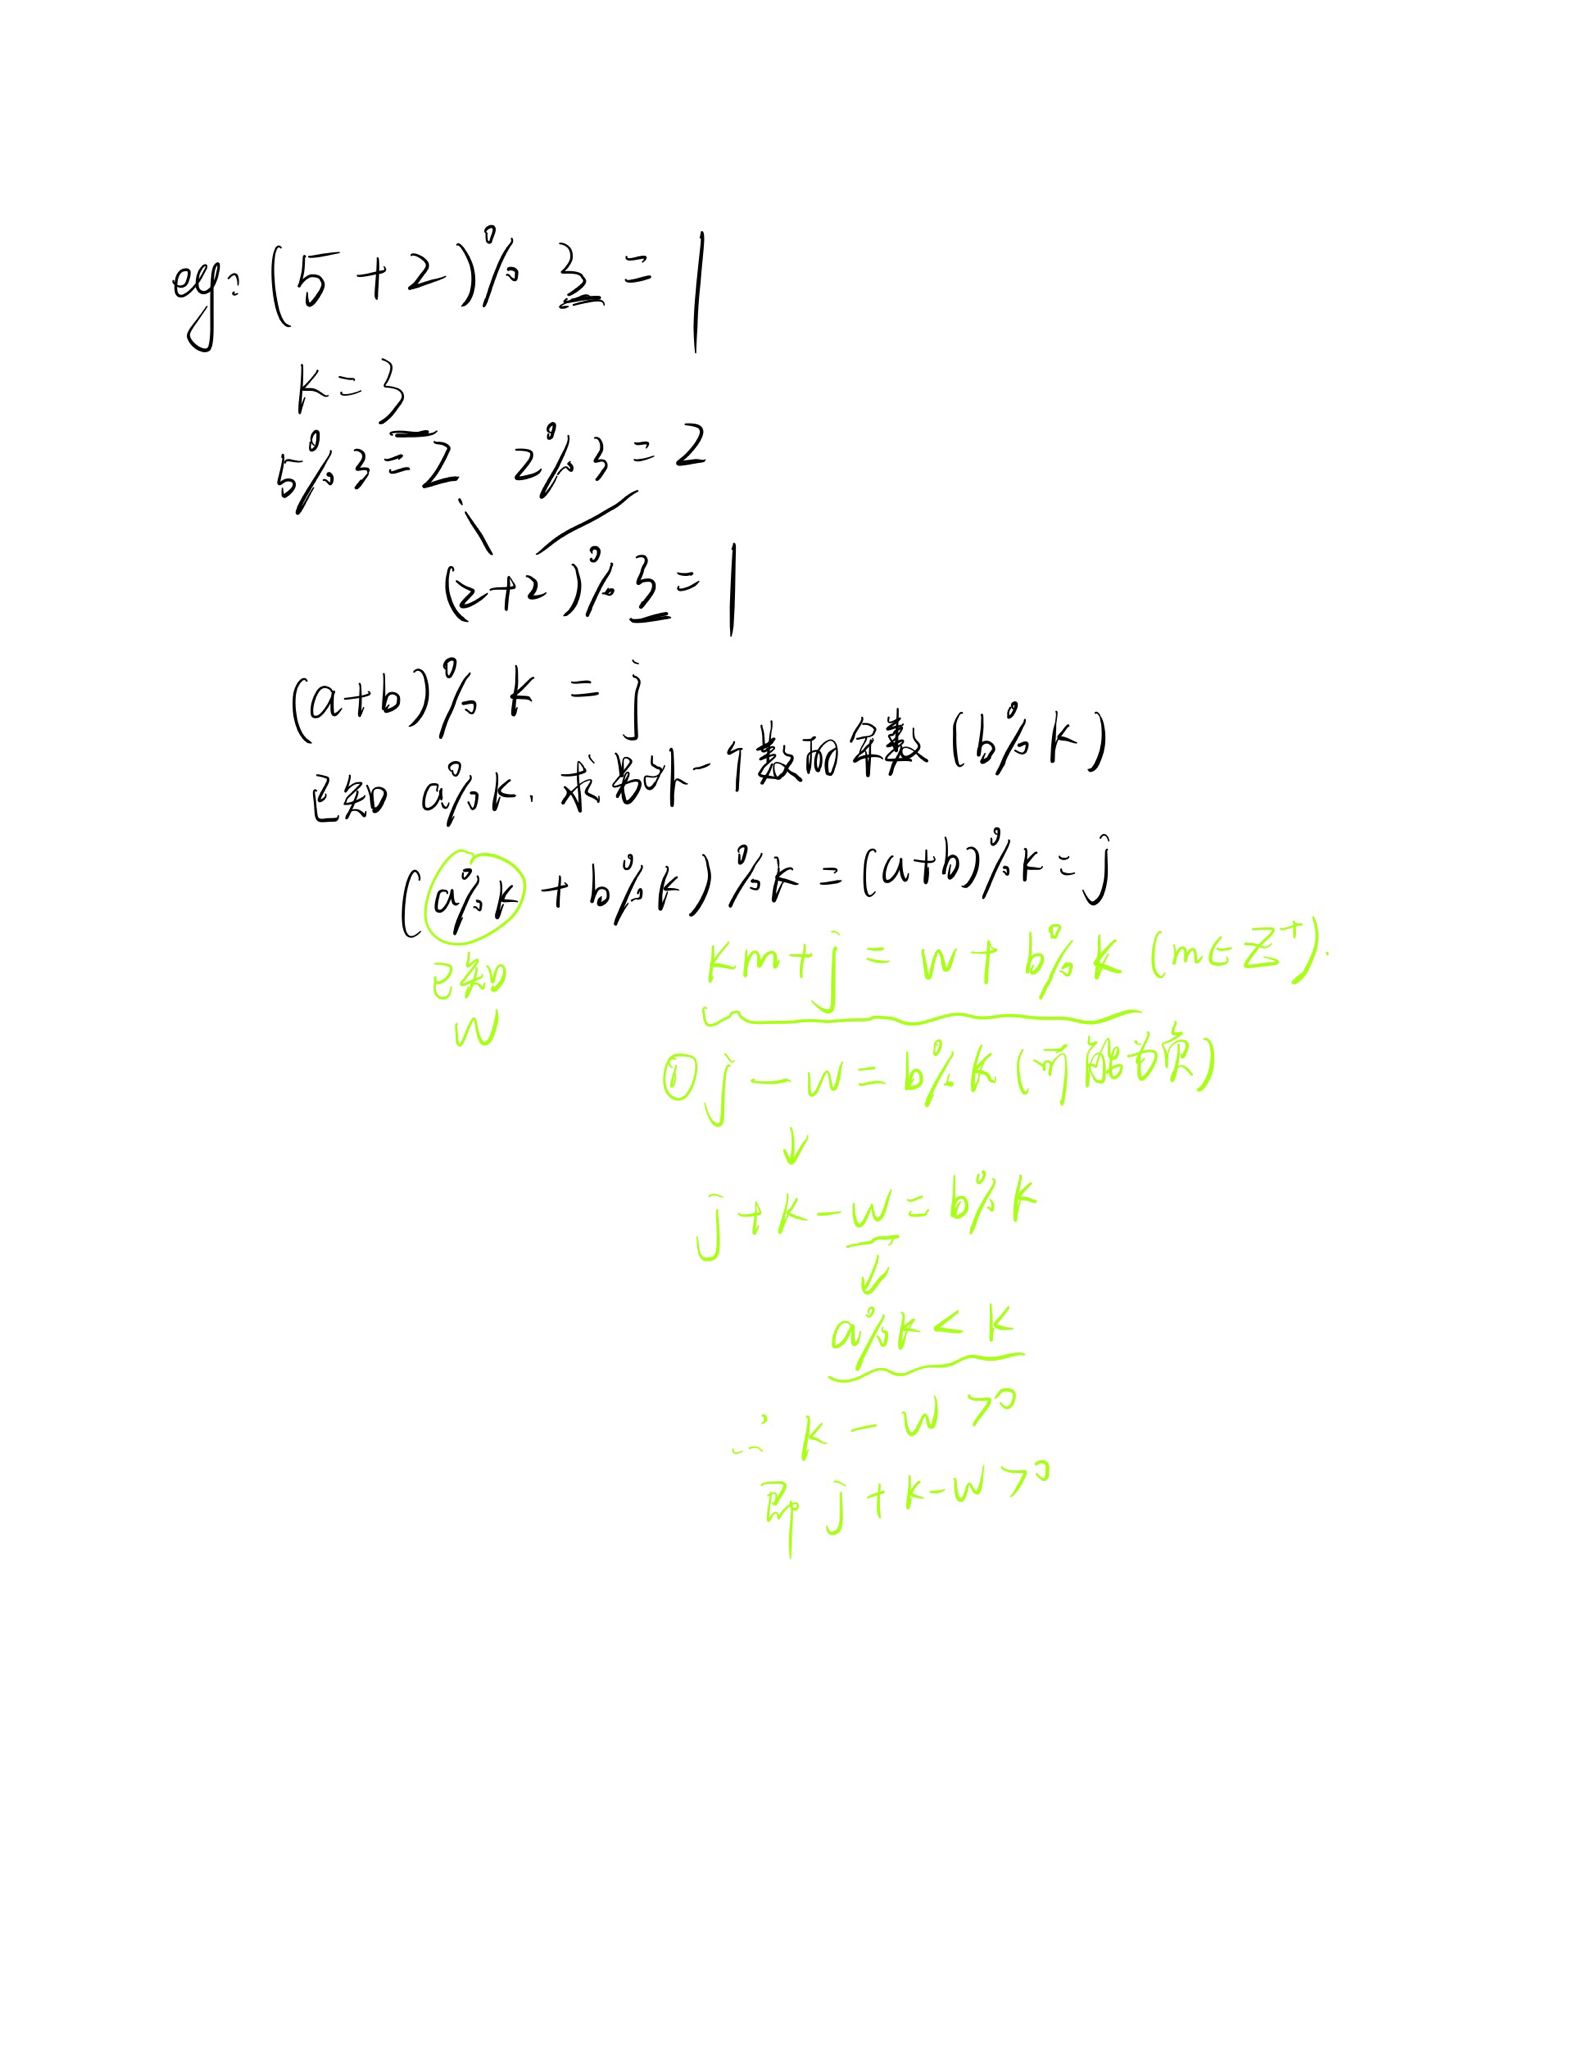 eg: (5+2)% 3 = 1
k=3
5%3=2 2%3=2
(2+2)%3=1
(a+b)% k = j
已知 a%k, 求另外一个数的余数 (b%k)
(a%k + b%k)%k = (a+b)%k=j
已知
w
km+j = w + b%k (m∈Z⁺).
① j-w=b%k (可能为负)
↓
j+k-w=b%k
↓
a%k < k
∴ k-w>0
即 j+k-w>0